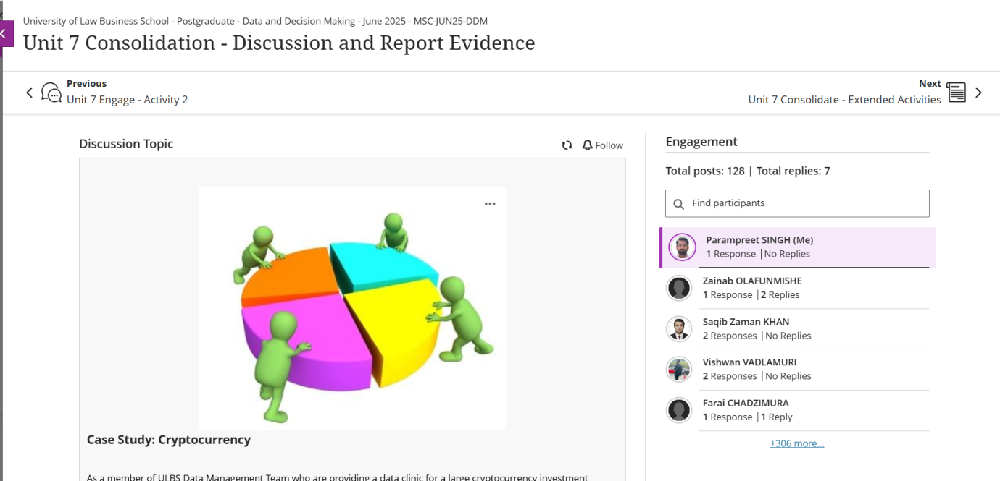 University of Law Business School - Postgraduate - Data and Decision Making - June 2025 - MSC-JUN25-DDM
Unit 7 Consolidation - Discussion and Report Evidence
Previous
Unit 7 Engage - Activity 2
Next
Unit 7 Consolidate - Extended Activities
Discussion Topic
Follow
Case Study: Cryptocurrency
As a member of ULBS Data Management Team who are providing a data clinic for a large cryptocurrency investment
Engagement
Total posts: 128 | Total replies: 7
Find participants
Parampreet SINGH (Me)
1 Response | No Replies
Zainab OLAFUNMISHE
1 Response | 2 Replies
Saqib Zaman KHAN
2 Responses | No Replies
Vishwan VADLAMURI
2 Responses | No Replies
Farai CHADZIMURA
1 Response | 1 Reply
+306 more...